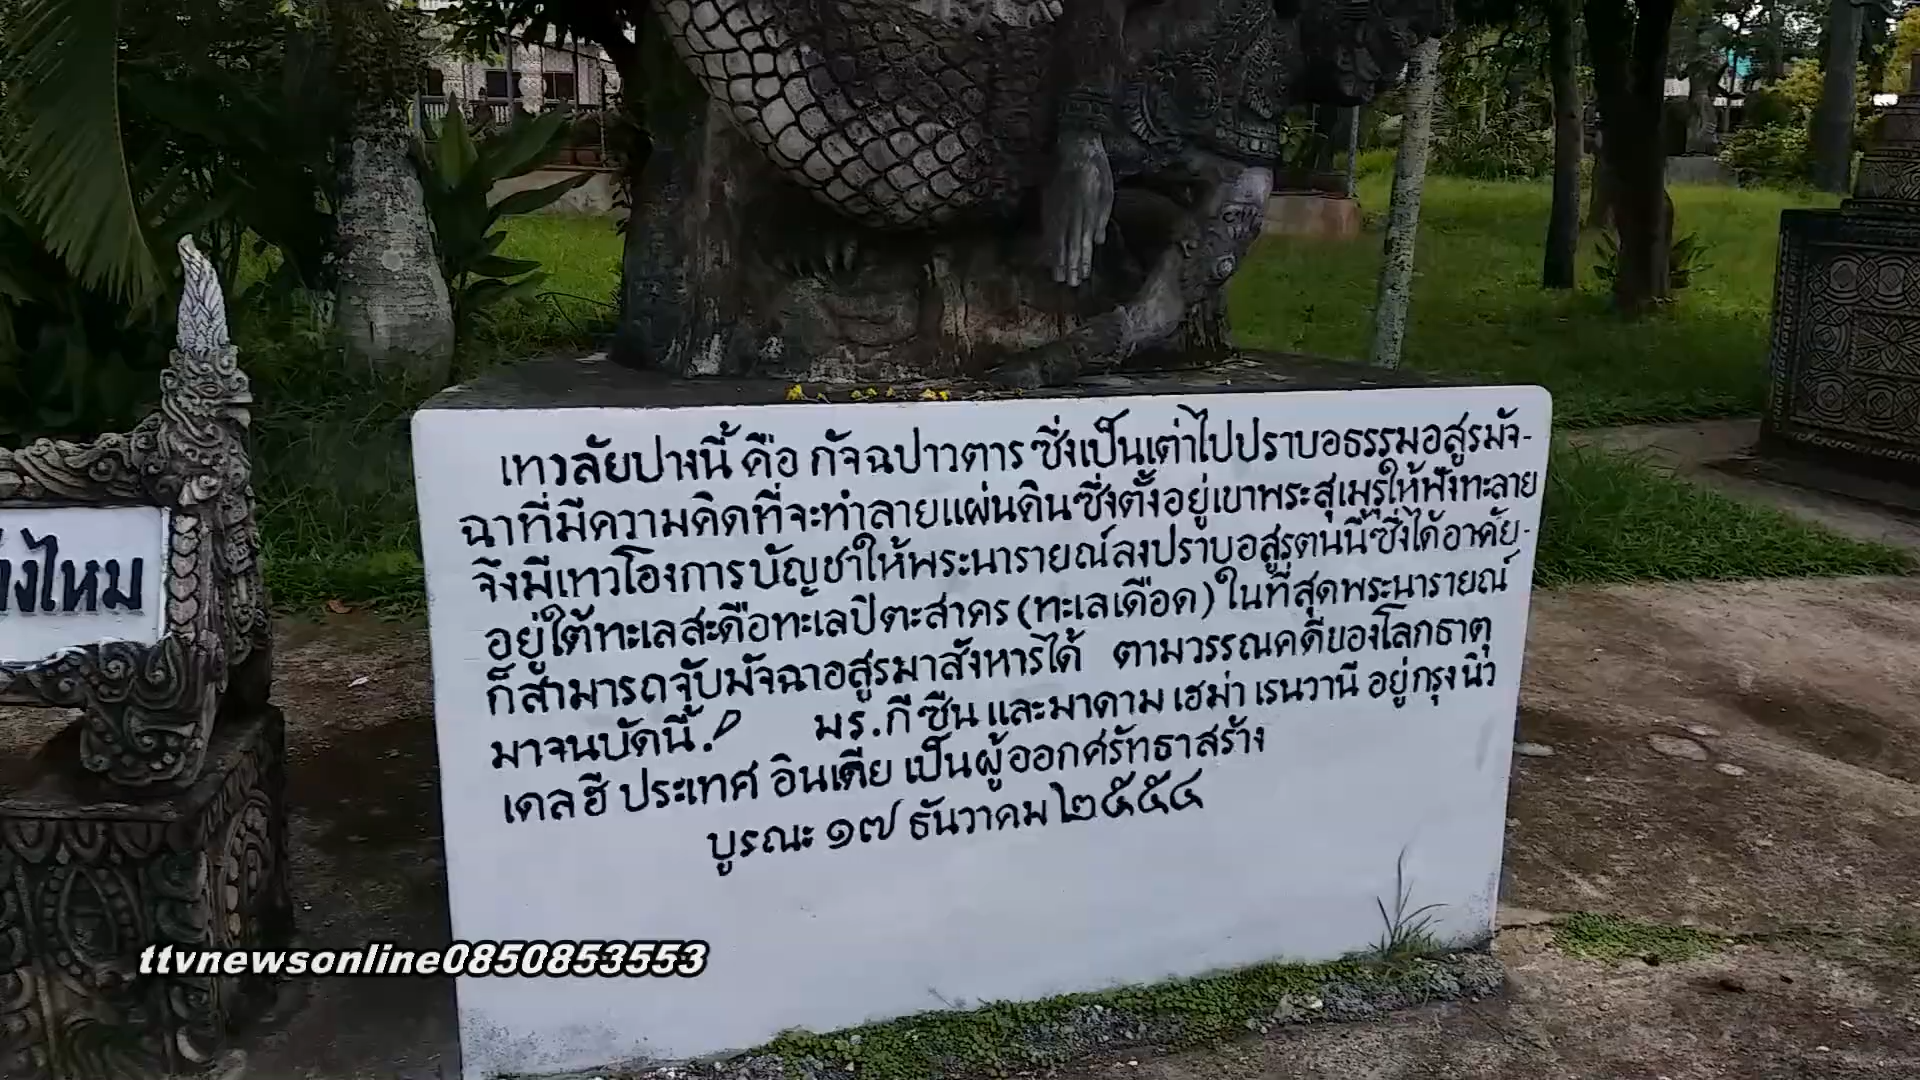 เทวลัยปางนี้ คือ กัจฉปาวตาร ซึ่งเป็นเต่าไปปราบอธรรมอสูรมัจ-
ฉาที่มีความคิดที่จะทำลายแผ่นดินซึ่งตั้งอยู่เขาพระสุเมรุให้พังทะลาย
จึงมีเทวโองการบัญชาให้พระนารายณ์ลงปราบอสูรตนนี้ซึ่งได้อาศัย-
อยู่ใต้ทะเลสะดือทะเลปิตะสาคร (ทะเลเดือด) ในที่สุดพระนารายณ์
ก็สามารถจับมัจฉาอสูรมาสังหารได้ ตามวรรณคดีของโลกธาตุ
มาจนบัดนี้. มร.กีซืน และมาดาม เฮม่า เรนวานี อยู่กรุงนิว
เดลฮี ประเทศ อินเดีย เป็นผู้ออกศรัทธาสร้าง
บูรณะ ๑๗ ธันวาคม ๒๕๕๔
งไหม
ttvnewsonline0850853553